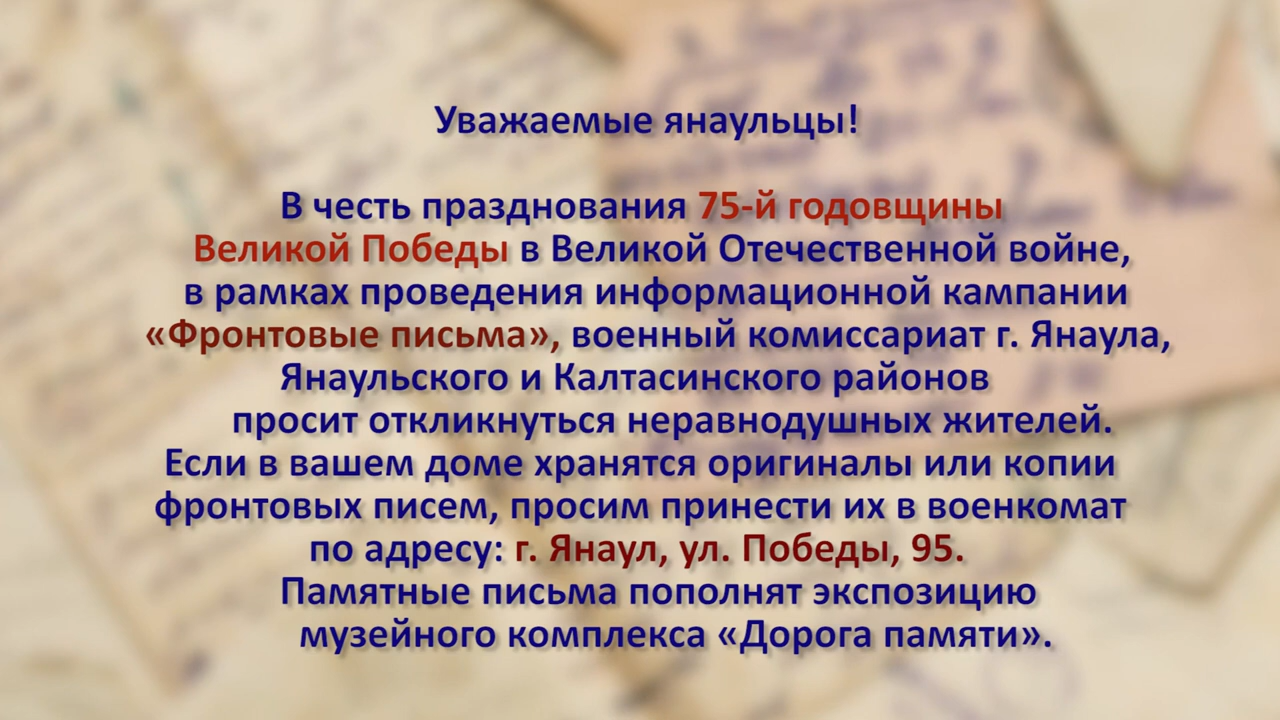 Уважаемые янаульцы!
В честь празднования 75-й годовщины
Великой Победы в Великой Отечественной войне,
в рамках проведения информационной кампании
«Фронтовые письма», военный комиссариат г. Янаула,
Янаульского и Калтасинского районов
просит откликнуться неравнодушных жителей.
Если в вашем доме хранятся оригиналы или копии
фронтовых писем, просим принести их в военкомат
по адресу: г. Янаул, ул. Победы, 95.
Памятные письма пополнят экспозицию
музейного комплекса «Дорога памяти».